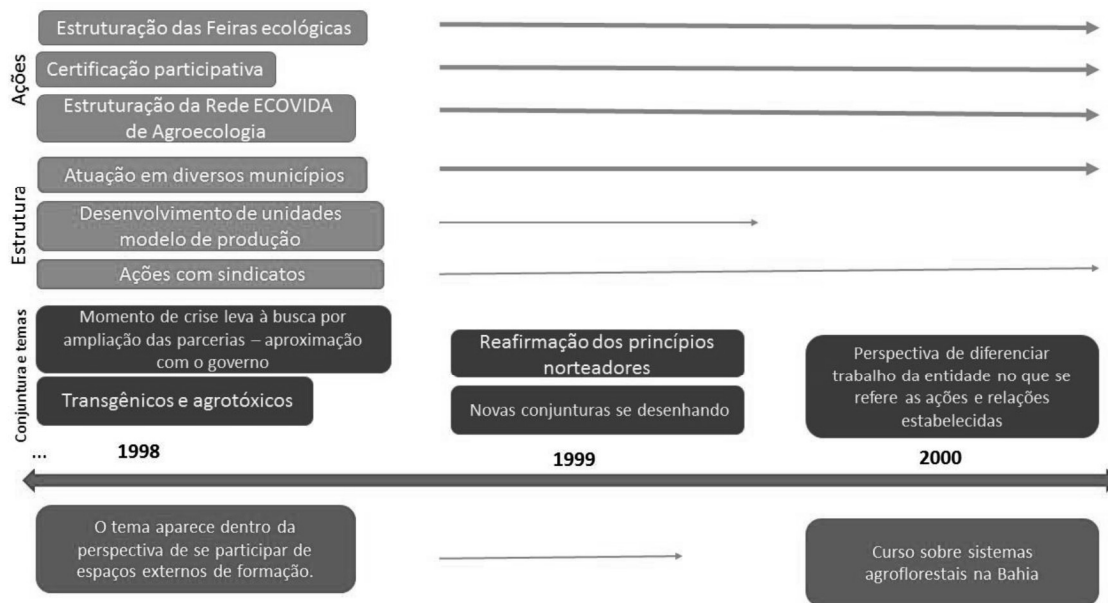 Ações
Estruturação das Feiras ecológicas
Certificação participativa
Estruturação da Rede ECOVIDA
de Agroecologia
Estrutura
Atuação em diversos municípios
Desenvolvimento de unidades
modelo de produção
Ações com sindicatos
Conjuntura e temas
Momento de crise leva à busca por
ampliação das parcerias – aproximação
com o governo
Transgênicos e agrotóxicos
Reafirmação dos princípios
norteadores
Novas conjunturas se desenhando
Perspectiva de diferenciar
trabalho da entidade no que se
refere as ações e relações
estabelecidas
... 1998 1999 2000
O tema aparece dentro da
perspectiva de se participar de
espaços externos de formação.
Curso sobre sistemas
agroflorestais na Bahia